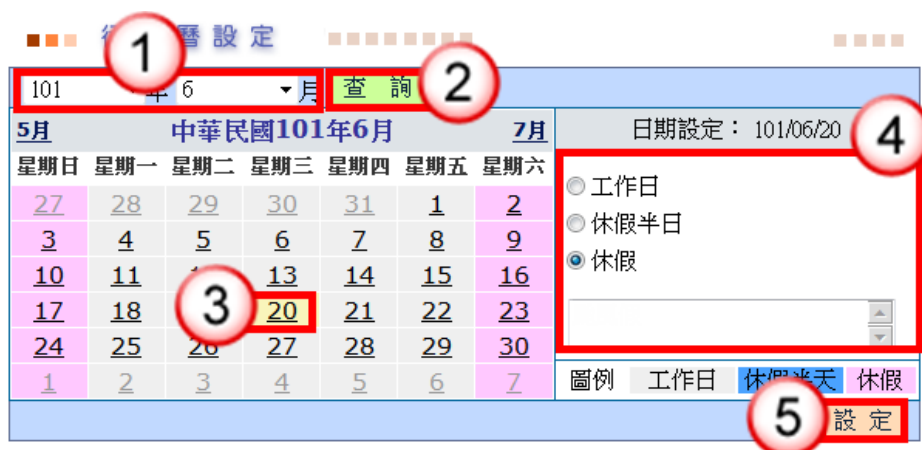 曆設定
1
2
101 年 6 月 查詢
5月 中華民國101年6月 7月
日期設定： 101/06/20
4
星期日 星期一 星期二 星期三 星期四 星期五 星期六
27 28 29 30 31 1 2
3 4 5 6 7 8 9
10 11 13 14 15 16
17 18 20 21 22 23
3
24 25 26 27 28 29 30
1 2 3 4 5 6 7
工作日
休假半日
休假
圖例 工作日 休假半天 休假
5
設定